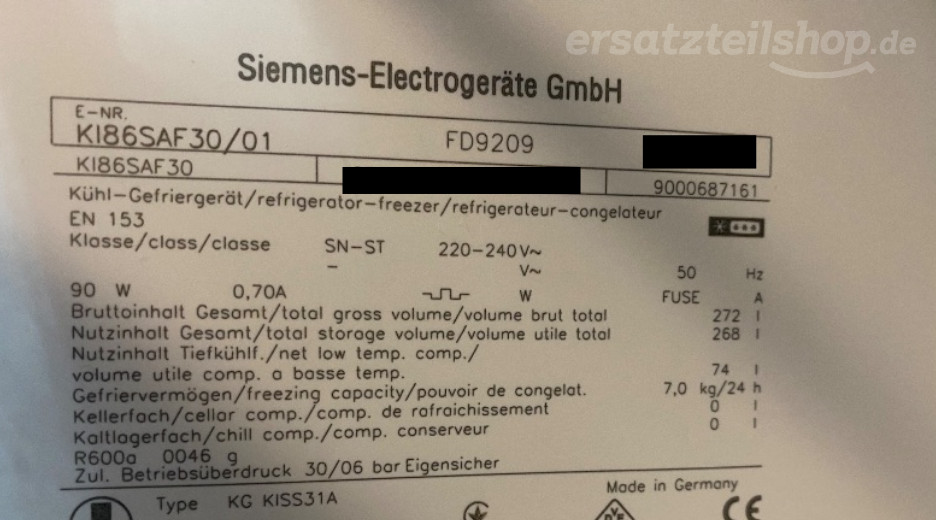 ersatzteilshop.de
Siemens-Electrogeräte GmbH
E-NR.
KI86SAF30/01 FD9209
KI86SAF30 9000687161
Kühl-Gefriergerät/refrigerator-freezer/refrigerateur-congelateur
EN 153
Klasse/class/classe SN-ST 220-240V~
- V~
50 Hz
90 W 0,70A W FUSE A
Bruttoinhalt Gesamt/total gross volume/volume brut total 272 l
Nutzinhalt Gesamt/total storage volume/volume utile total 268 l
Nutzinhalt Tiefkühlf./net low temp. comp./
volume utile comp. a basse temp. 74 l
Gefriervermögen/freezing capacity/pouvoir de congelat. 7,0 kg/24 h
Kellerfach/cellar comp./comp. de rafraichissement 0 l
Kaltlagerfach/chill comp./comp. conserveur 0 l
R600a 0046 g
Zul. Betriebsüberdruck 30/06 bar Eigensicher
Made in Germany
Type KG KISS31A
DVE CE